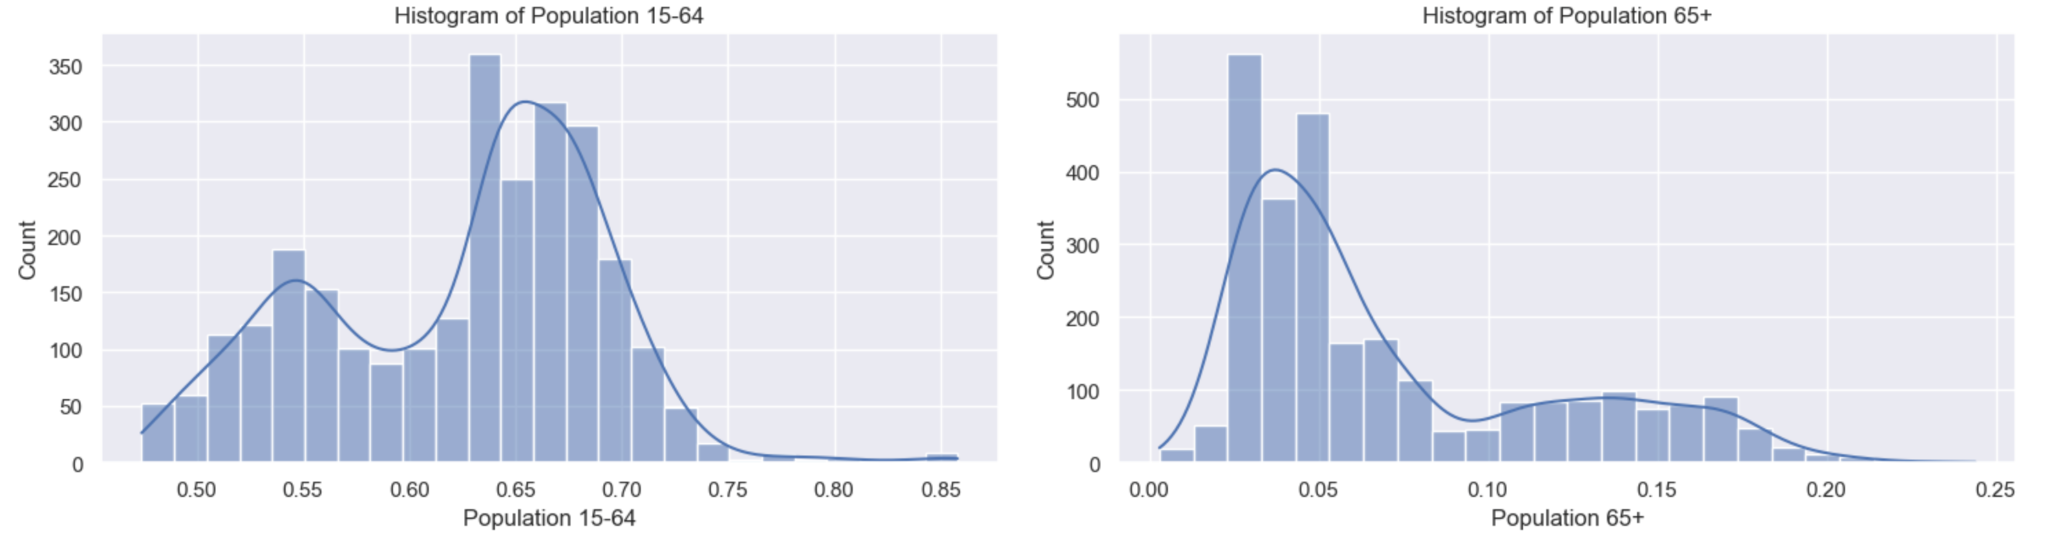 Histogram of Population 15-64
Count
350
300
250
200
150
100
50
0
0.50 0.55 0.60 0.65 0.70 0.75 0.80 0.85
Population 15-64
Histogram of Population 65+
Count
500
400
300
200
100
0
0.00 0.05 0.10 0.15 0.20 0.25
Population 65+